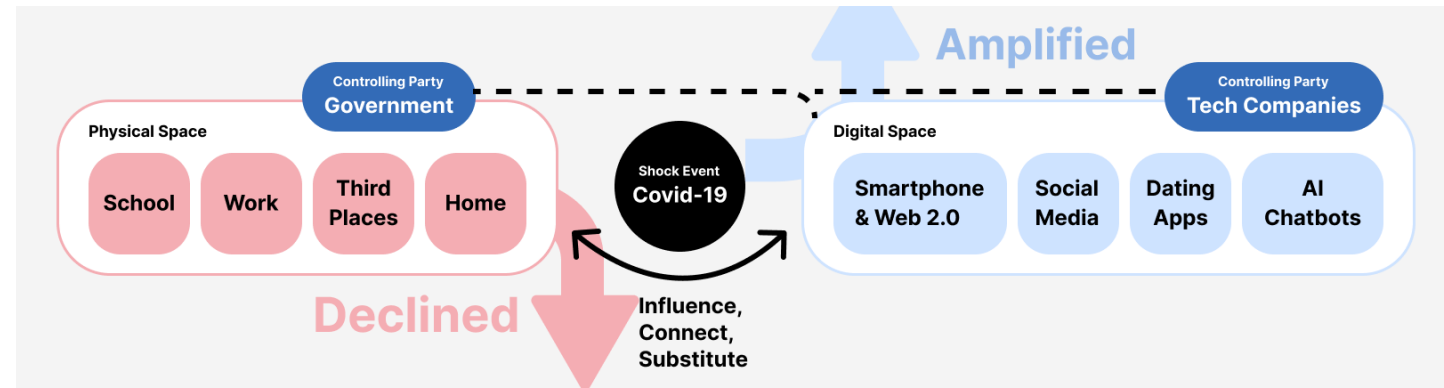 Amplified
Controlling Party
Government
Controlling Party
Tech Companies
Physical Space
School
Work
Third
Places
Home
Shock Event
Covid-19
Digital Space
Smartphone
& Web 2.0
Social
Media
Dating
Apps
AI
Chatbots
Declined
Influence,
Connect,
Substitute